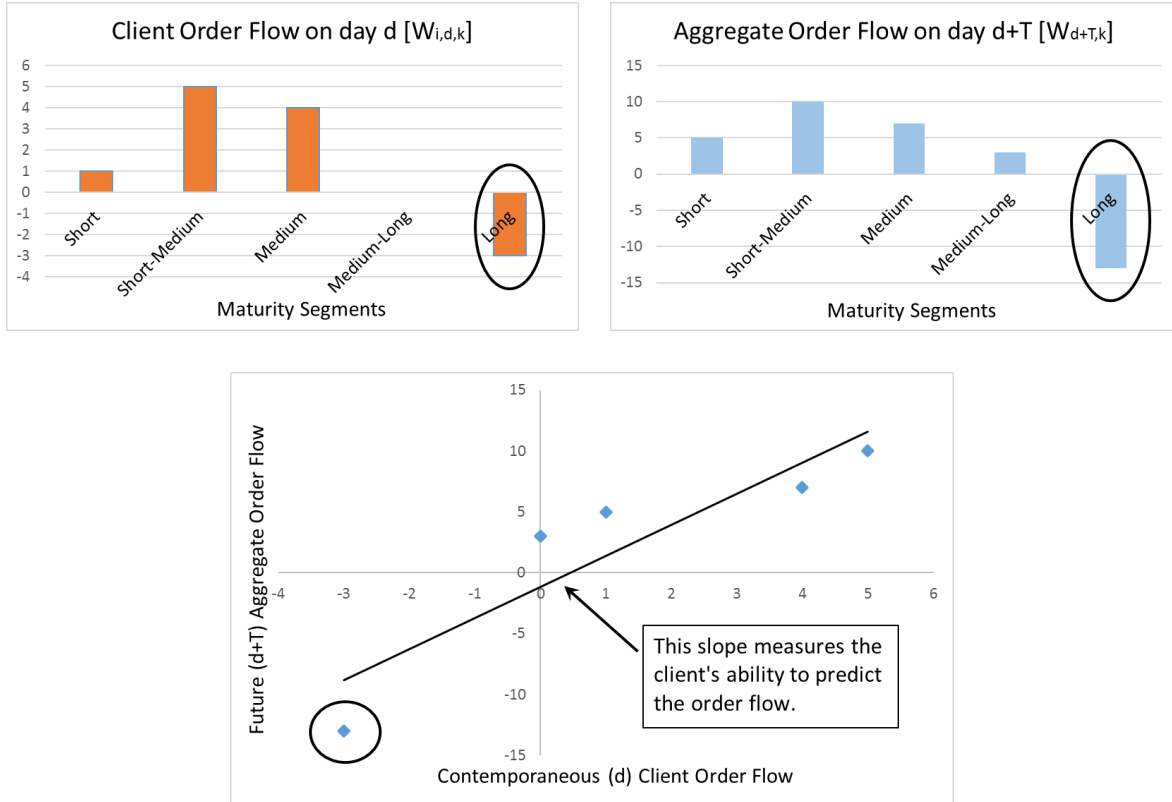 Client Order Flow on day d [Wi,d,k]
6
5
4
3
2
1
0
-1
-2
-3
-4
Short
Short-Medium
Medium
Medium-Long
Long
Maturity Segments
Aggregate Order Flow on day d+T [Wd+T,k]
15
10
5
0
-5
-10
-15
Short
Short-Medium
Medium
Medium-Long
Long
Maturity Segments
Future (d+T) Aggregate Order Flow
15
10
5
0
-5
-10
-15
-4
-3
-2
-1
0
1
2
3
4
5
6
This slope measures the
client's ability to predict
the order flow.
Contemporaneous (d) Client Order Flow